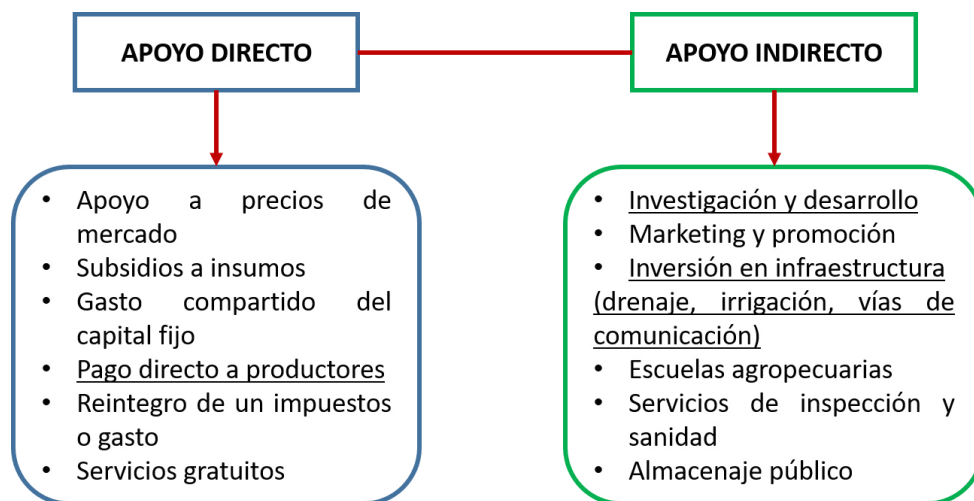 APOYO DIRECTO
APOYO INDIRECTO
• Apoyo a precios de
mercado
• Subsidios a insumos
• Gasto compartido del
capital fijo
• Pago directo a productores
• Reintegro de un impuestos
o gasto
• Servicios gratuitos
• Investigación y desarrollo
• Marketing y promoción
• Inversión en infraestructura
(drenaje, irrigación, vías de
comunicación)
• Escuelas agropecuarias
• Servicios de inspección y
sanidad
• Almacenaje público